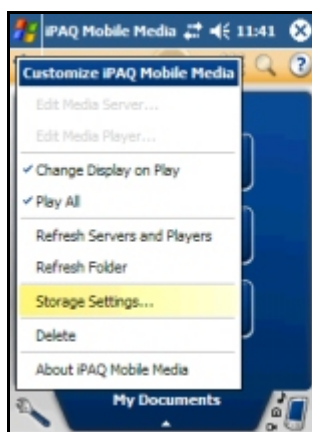 iPAQ Mobile Media 11:41
Customize iPAQ Mobile Media
Edit Media Server...
Edit Media Player...
Change Display on Play
Play All
Refresh Servers and Players
Refresh Folder
Storage Settings...
Delete
About iPAQ Mobile Media
My Documents